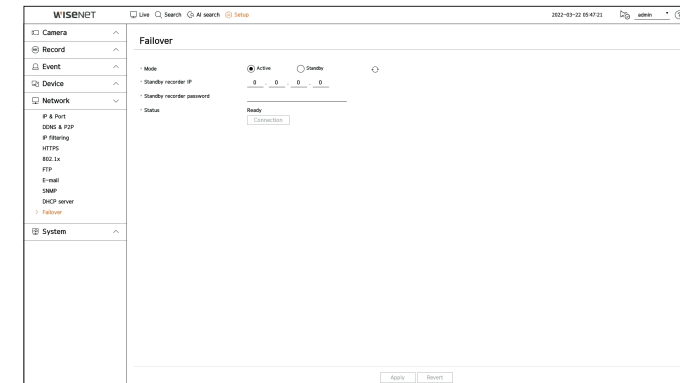 WISENET
Live Search AI search Setup 2022-03-22 05:47:21 admin
Camera
Record
Event
Device
Network
IP & Port
DDNS & P2P
IP filtering
HTTPS
802.1x
FTP
E-mail
SNMP
DHCP server
> Failover
System
Failover
Mode Active Standby
Standby recorder IP 0 . 0 . 0 . 0
Standby recorder password
Status Ready
Connection
Apply Revert